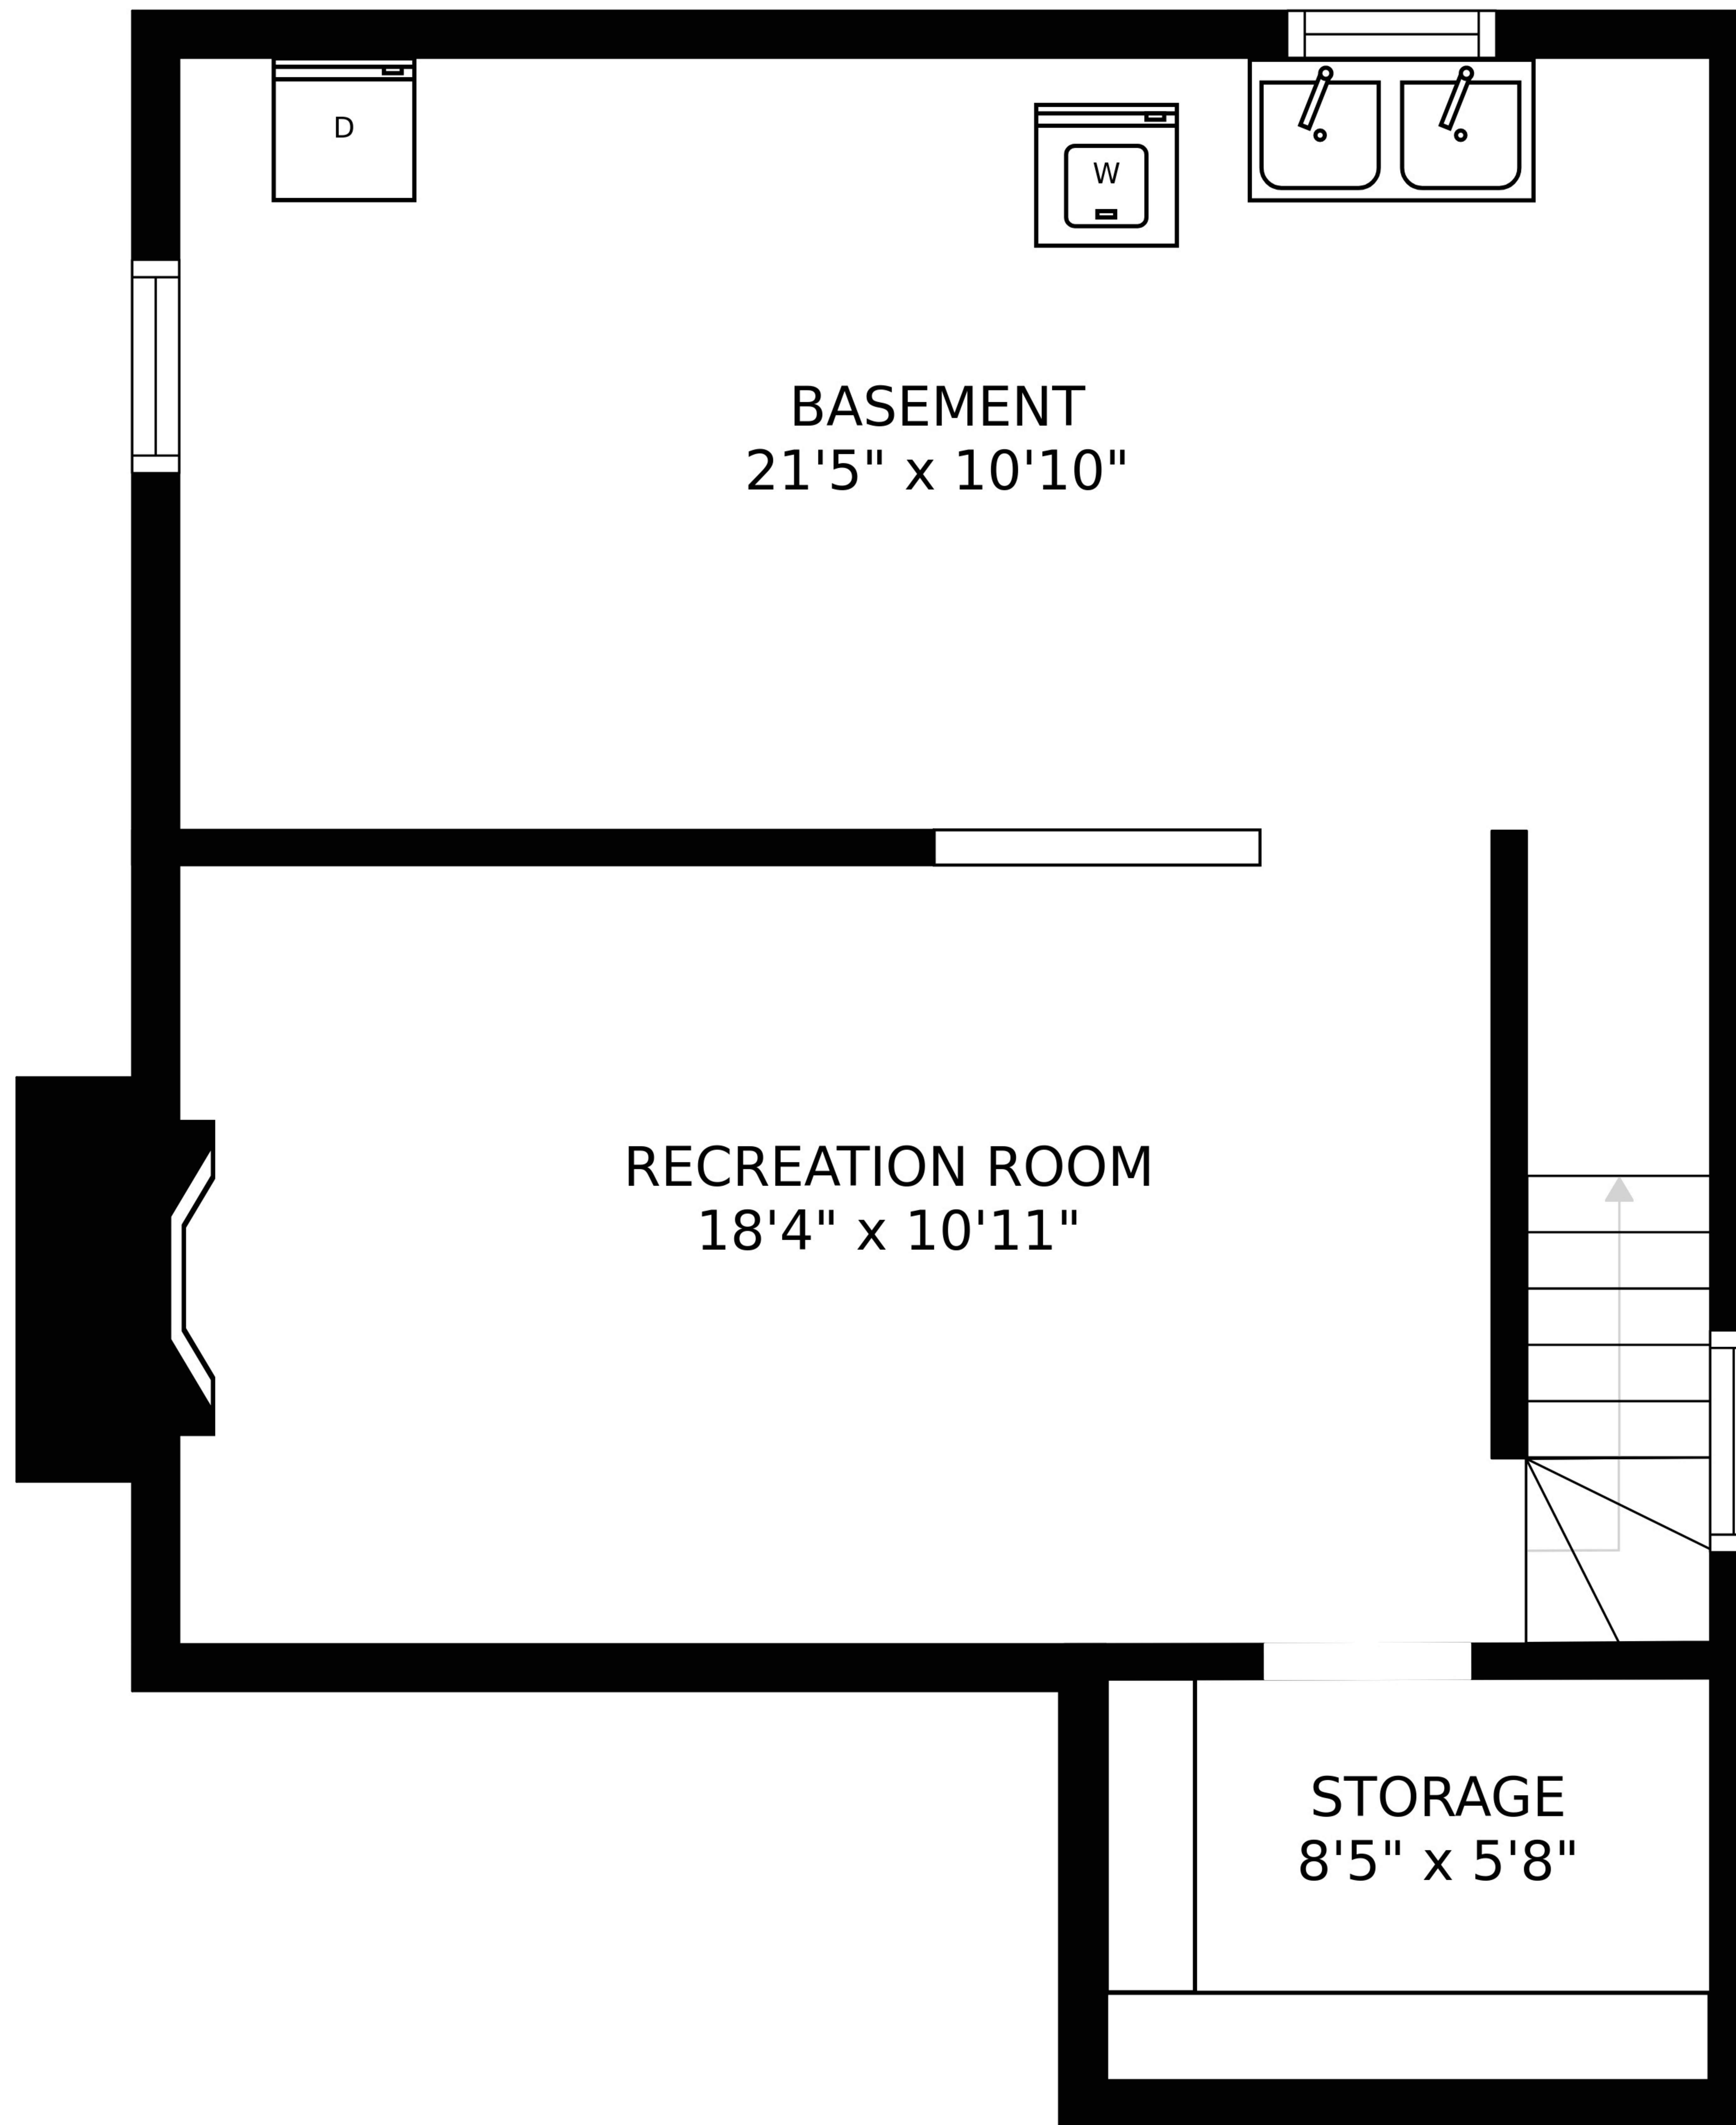 D
W
BASEMENT
21'5" x 10'10"
RECREATION ROOM
18'4" x 10'11"
STORAGE
8'5" x 5'8"